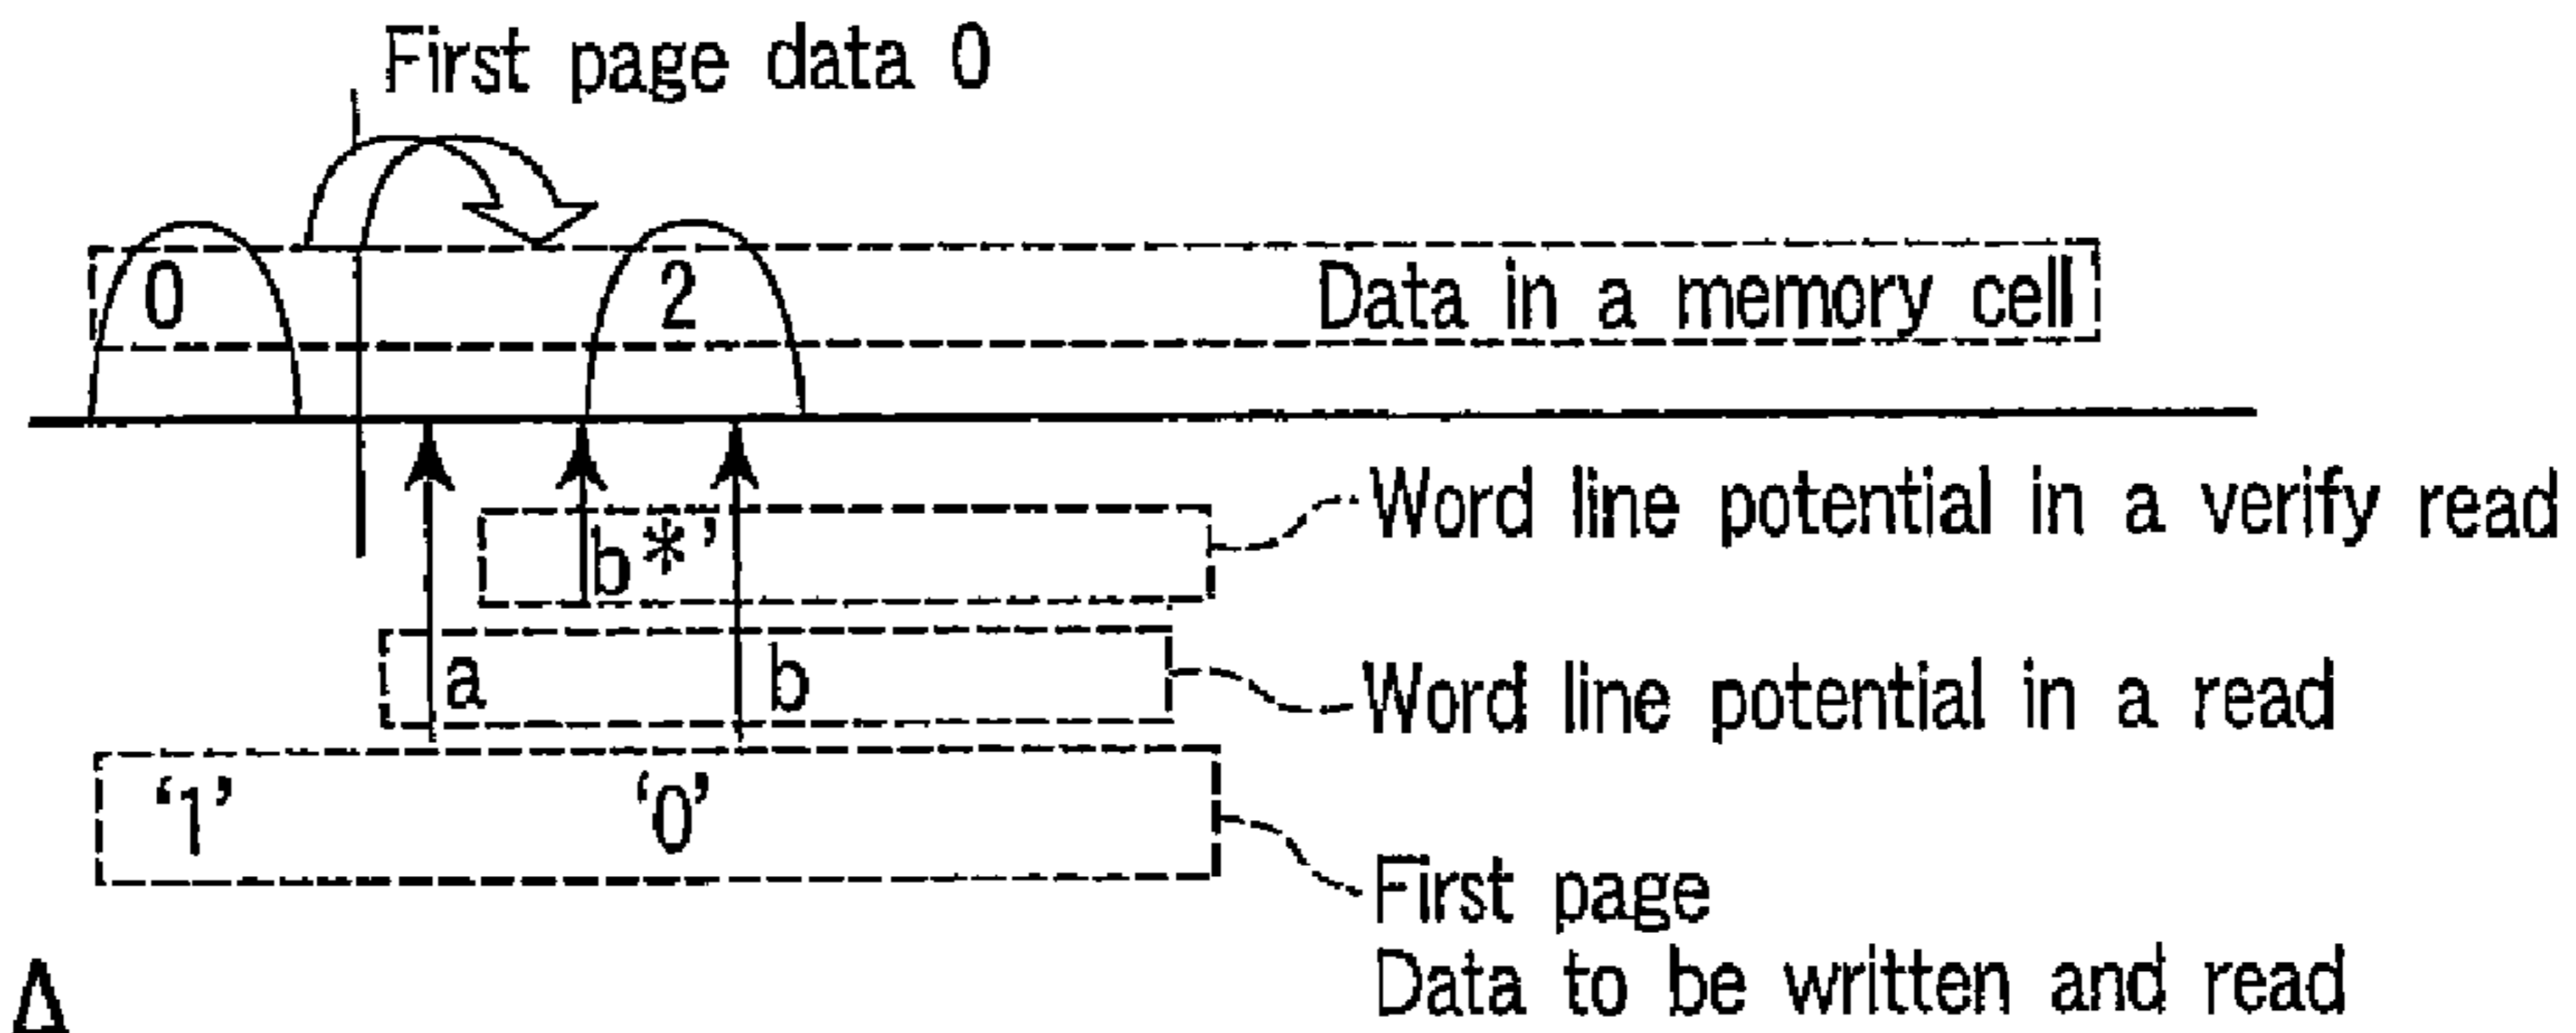 First page data 0
0 2 Data in a memory cell
b*’ Word line potential in a verify read
a b Word line potential in a read
‘1’ ‘0’
First page
Data to be written and read